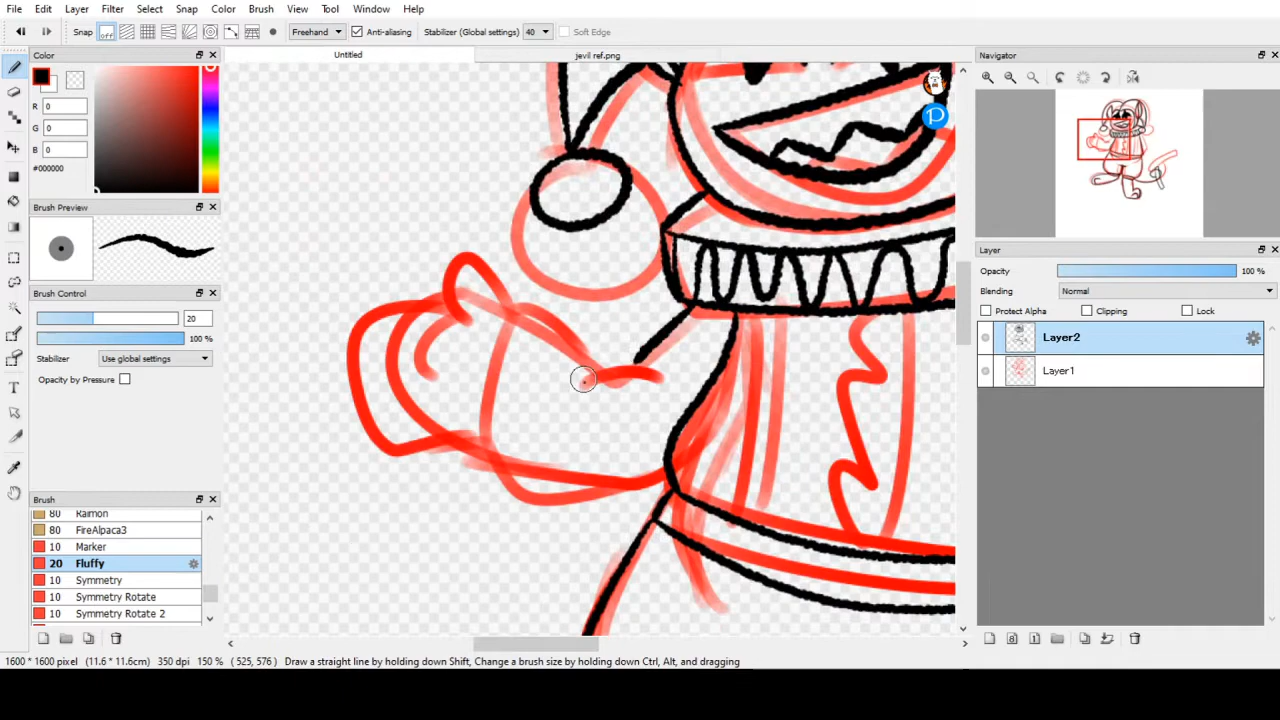 File Edit Layer Filter Select Snap Color Brush View Tool Window Help
Snap off Freehand Anti-aliasing Stabilizer (Global settings) 40 Soft Edge
Color
R 0
G 0
B 0
#000000
Brush Preview
Brush Control
20
100 %
Stabilizer Use global settings
Opacity by Pressure
Brush
80 Ramon
80 FireAlpaca3
10 Marker
20 Fluffy
10 Symmetry
10 Symmetry Rotate
10 Symmetry Rotate 2
Untitled jevil ref.png
Navigator
Layer
Opacity 100 %
Blending Normal
Protect Alpha Clipping Lock
Layer2
Layer1
1600 * 1600 pixel (11.6 * 11.6cm) 350 dpi 150 % ( 525, 576 ) Draw a straight line by holding down Shift, Change a brush size by holding down Ctrl, Alt, and dragging